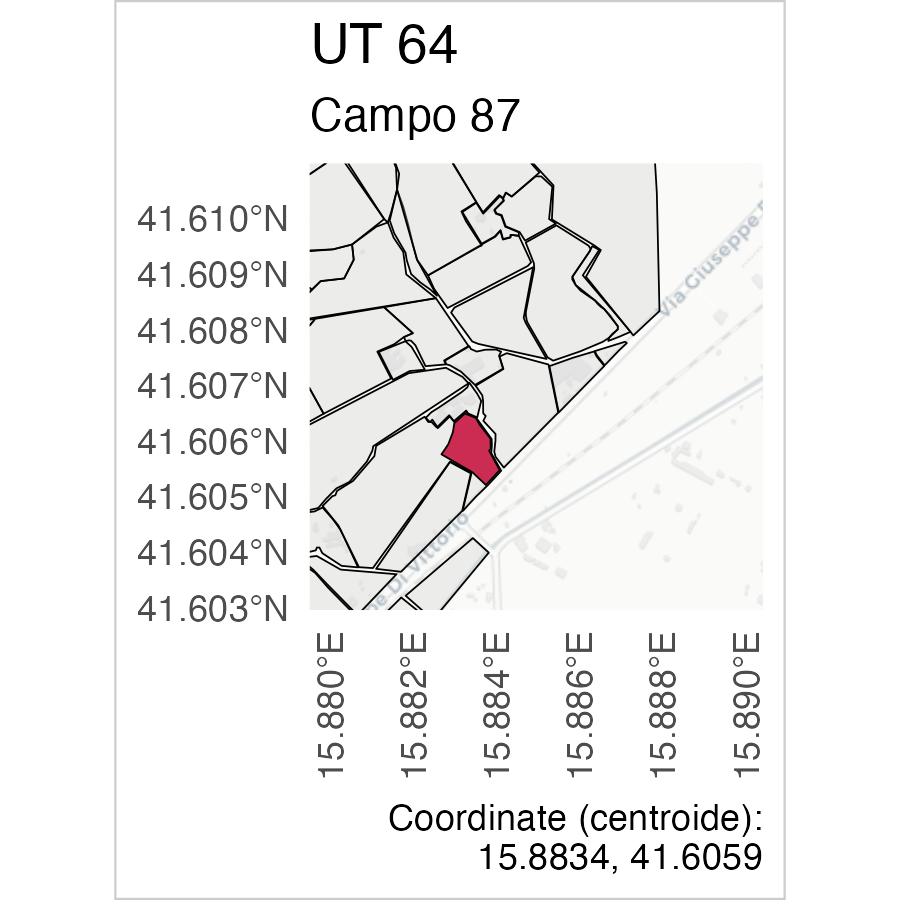 UT 64
Campo 87
41.610°N
41.609°N
41.608°N
41.607°N
41.606°N
41.605°N
41.604°N
41.603°N
Via Giuseppe
ne Di Vittorio
15.880°E
15.882°E
15.884°E
15.886°E
15.888°E
15.890°E
Coordinate (centroide):
15.8834, 41.6059